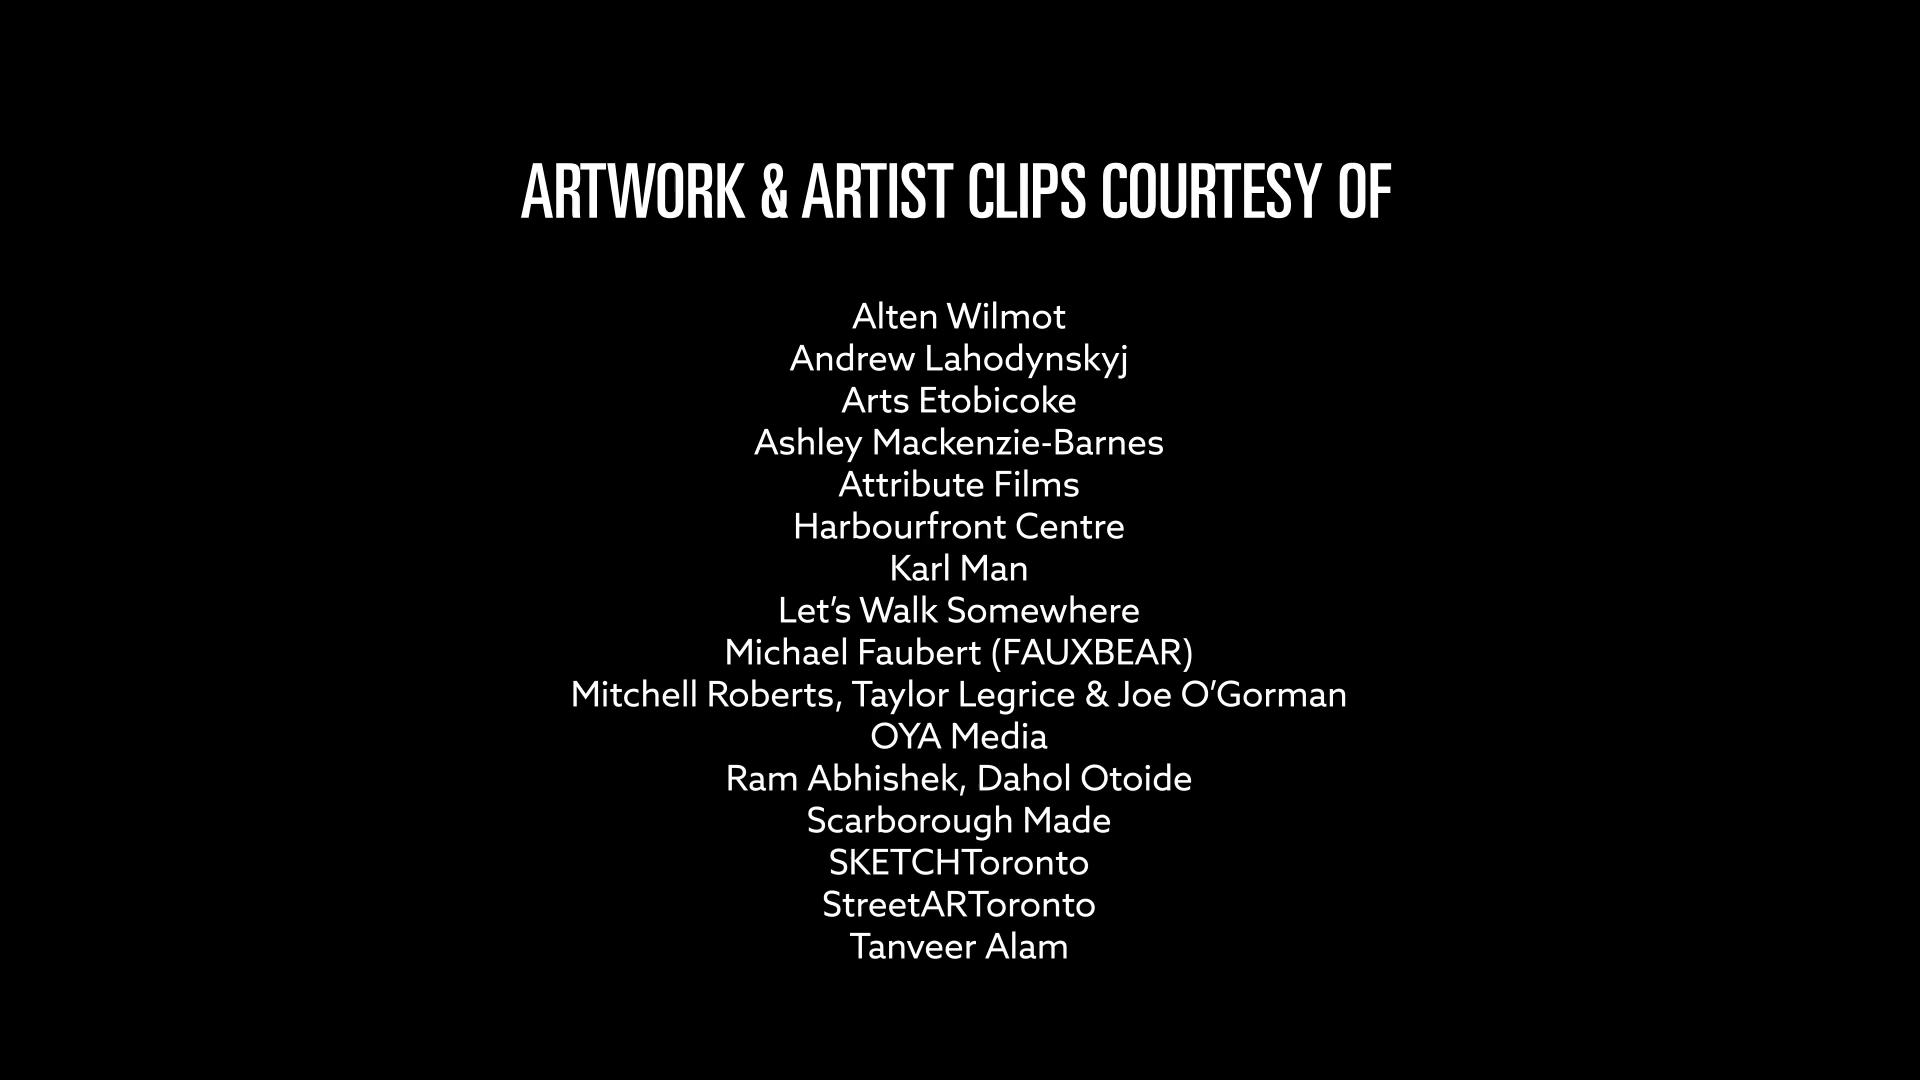 ARTWORK & ARTIST CLIPS COURTESY OF
Alten Wilmot
Andrew Lahodynskyj
Arts Etobicoke
Ashley Mackenzie-Barnes
Attribute Films
Harbourfront Centre
Karl Man
Let’s Walk Somewhere
Michael Faubert (FAUXBEAR)
Mitchell Roberts, Taylor Legrice & Joe O’Gorman
OYA Media
Ram Abhishek, Dahol Otoide
Scarborough Made
SKETCHToronto
StreetARToronto
Tanveer Alam